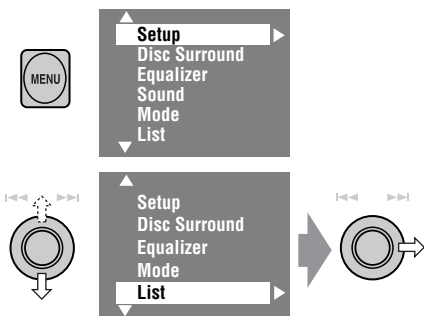 MENU
Setup
Disc Surround
Equalizer
Sound
Mode
List
Setup
Disc Surround
Equalizer
Mode
List